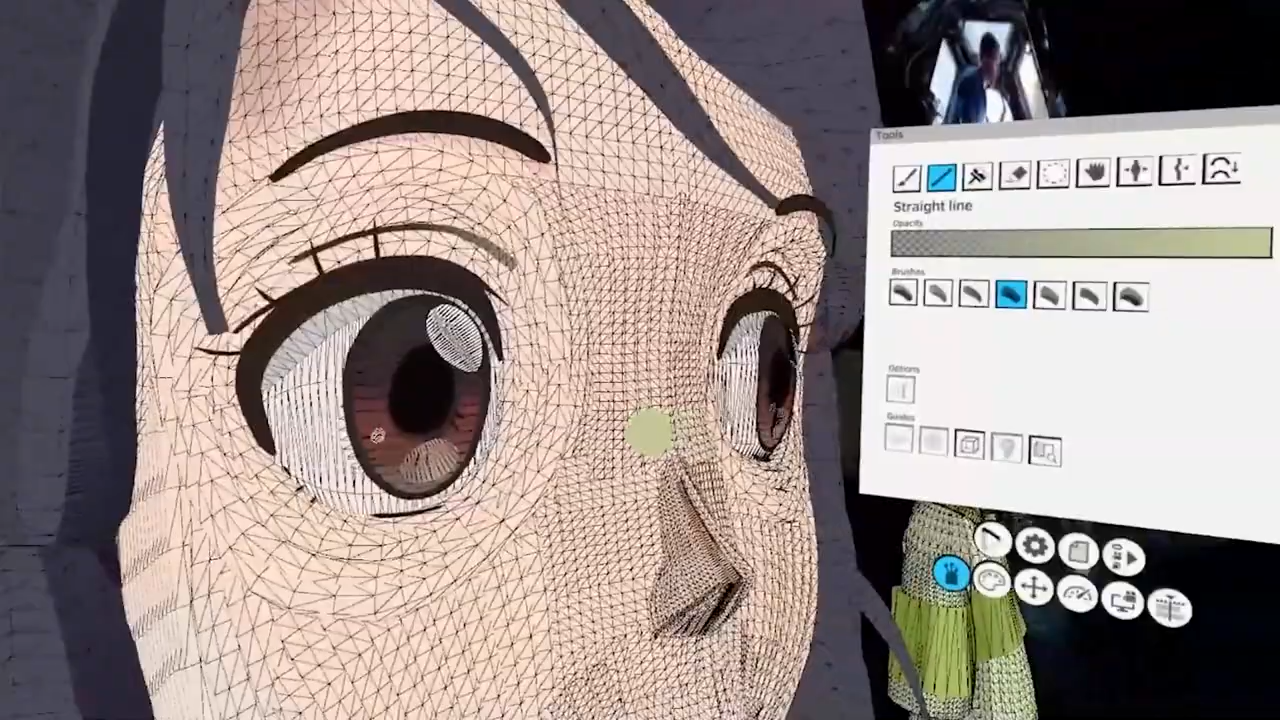 Tools
Straight line
Opacity
Brushes
Options
Guides